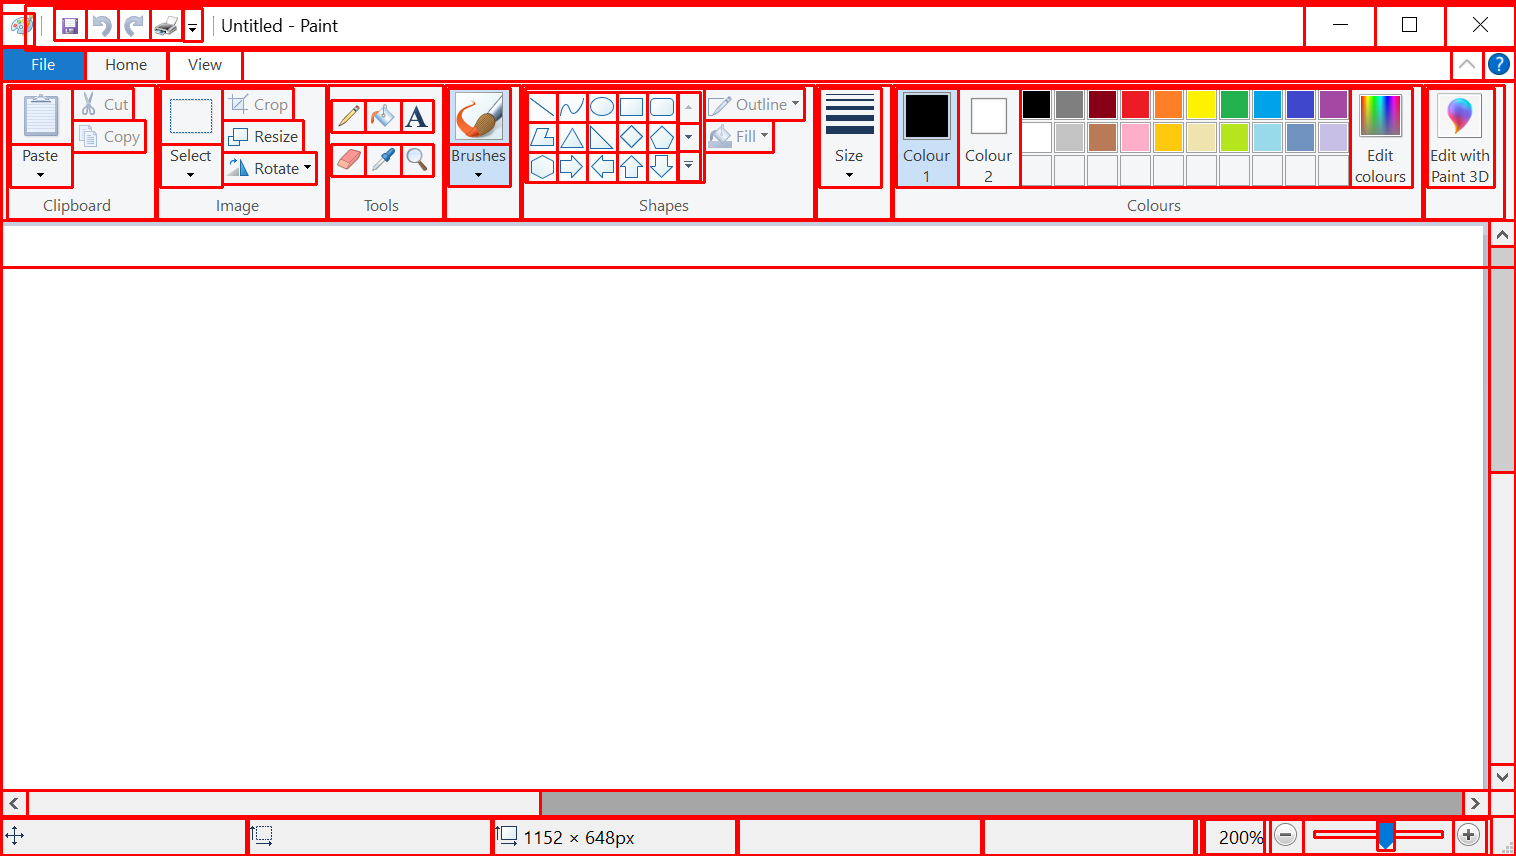 Untitled - Paint
File Home View
Paste
Cut
Copy
Clipboard
Select
Crop
Resize
Rotate
Image
A
Tools
Brushes
Outline
Fill
Shapes
Size
Colour
1
Colour
2
Edit
colours
Colours
Edit with
Paint 3D
1152 × 648px
200%